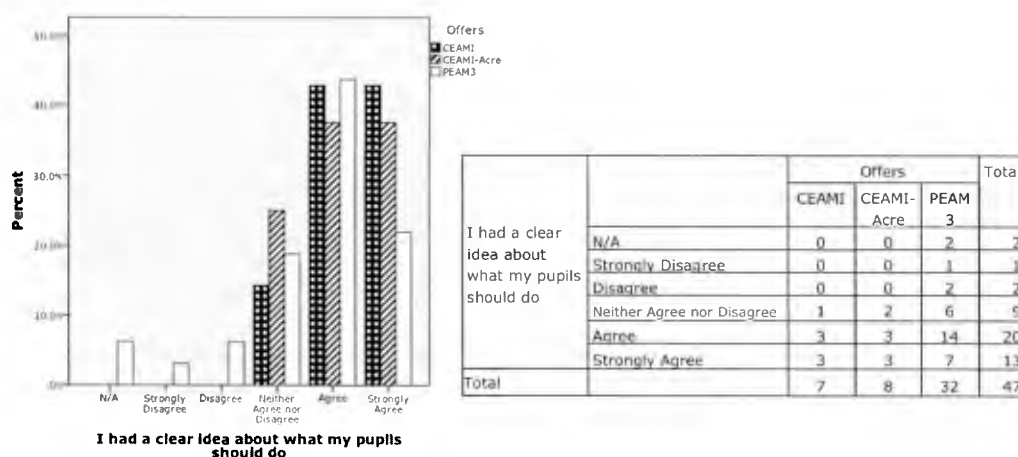 Offers
CEAMI
CEAMI-Acre
PEAM3
50.0%
40.0%
30.0%
20.0%
10.0%
.0%
Percent
N/A
Strongly
Disagree
Disagree
Neither
Agree nor
Disagree
Agree
Strongly
Agree
I had a clear idea about what my pupils
should do
Offers
Total
CEAMI
CEAMI-
Acre
PEAM
3
I had a clear
idea about
what my pupils
should do
N/A 0 0 2 2
Strongly Disagree 0 0 1 1
Disagree 0 0 2 2
Neither Agree nor Disagree 1 2 6 9
Agree 3 3 14 20
Strongly Agree 3 3 7 13
Total 7 8 32 47